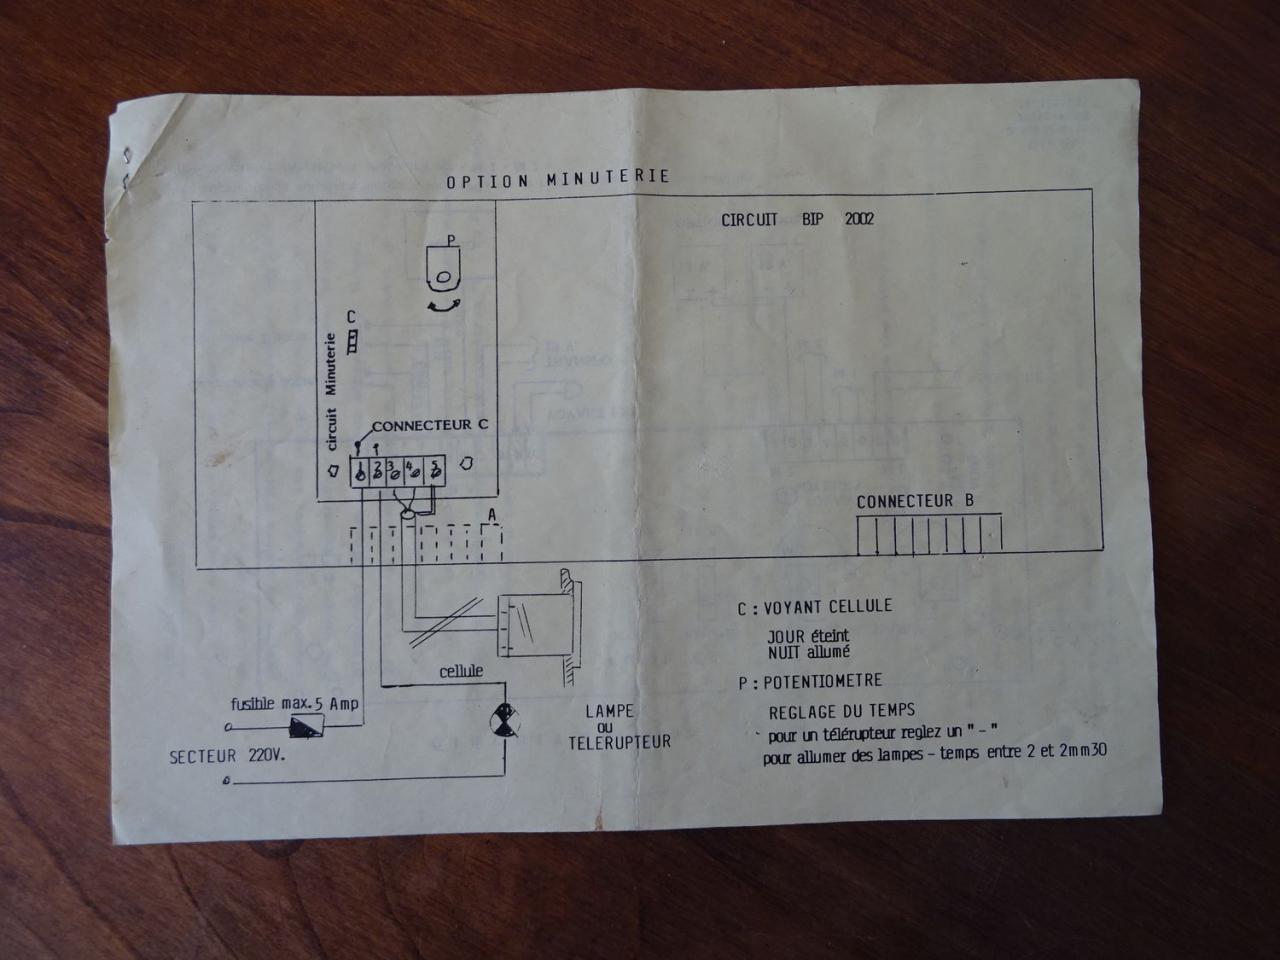 OPTION MINUTERIE
CIRCUIT BIP 2002
P
C
circuit Minuterie
CONNECTEUR C
1 2 3 4 5
A
CONNECTEUR B
C : VOYANT CELLULE
JOUR éteint
NUIT allumé
P : POTENTIOMETRE
REGLAGE DU TEMPS
pour un télérupteur reglez un " - "
pour allumer des lampes - temps entre 2 et 2mm30
cellule
fusible max. 5 Amp
LAMPE
OU
TELERUPTEUR
SECTEUR 220V.